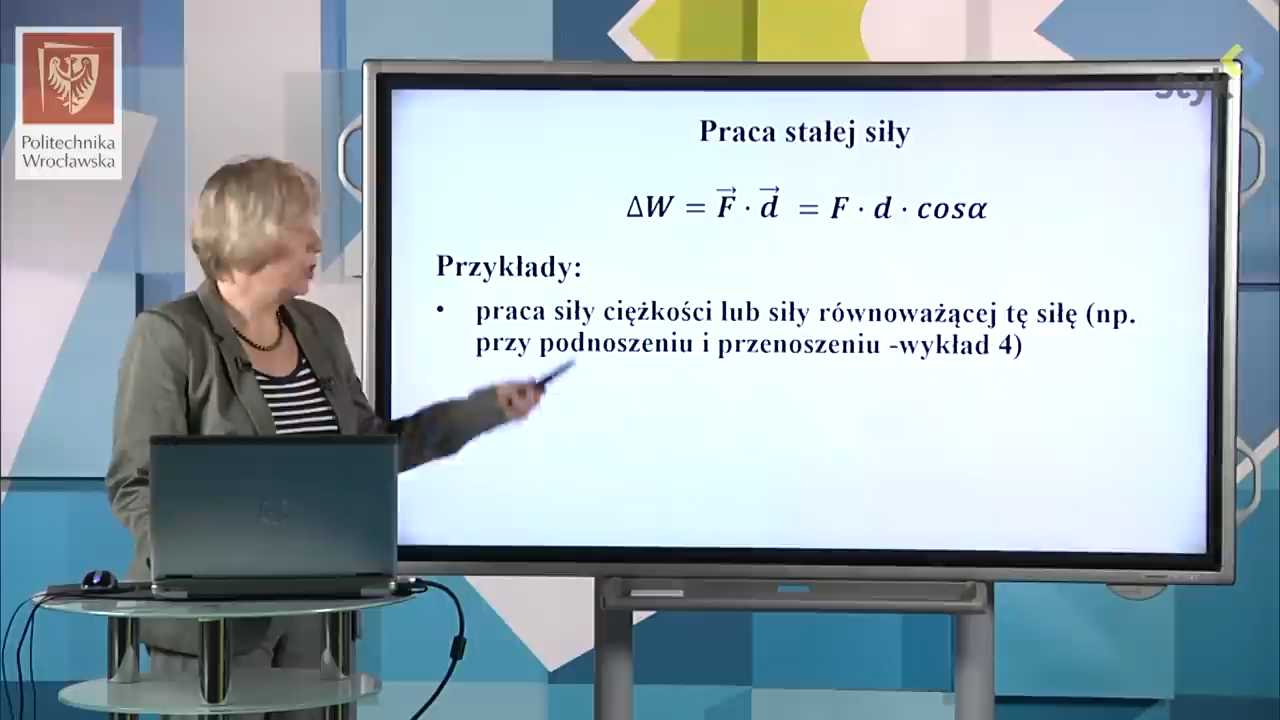 Politechnika
Wrocławska
styk
Praca stałej siły
ΔW = F⃗ · d⃗ = F · d · cosα
Przykłady:
• praca siły ciężkości lub siły równoważącej tę siłę (np.
przy podnoszeniu i przenoszeniu -wykład 4)